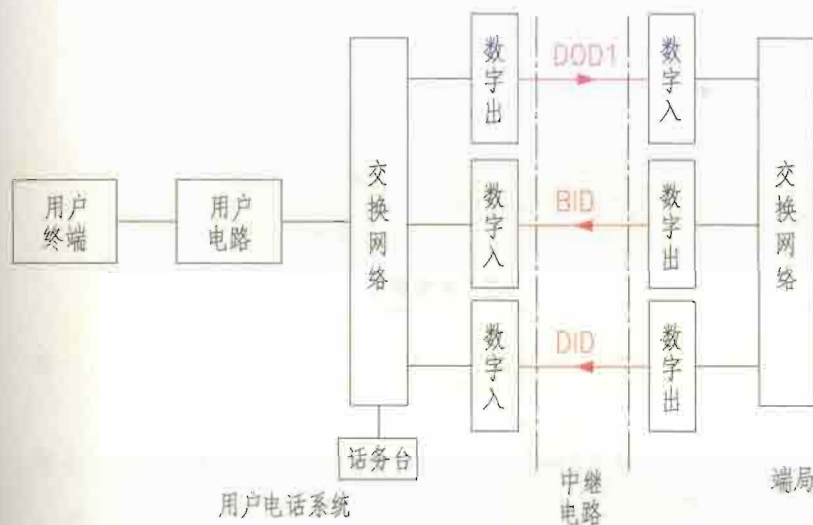 数字出
DOD1
数字入
用户
终端
用户
电路
交换网络
数字入
BID
数字出
交换网络
数字入
DID
数字出
话务台
用户电话系统
中继
电路
端局